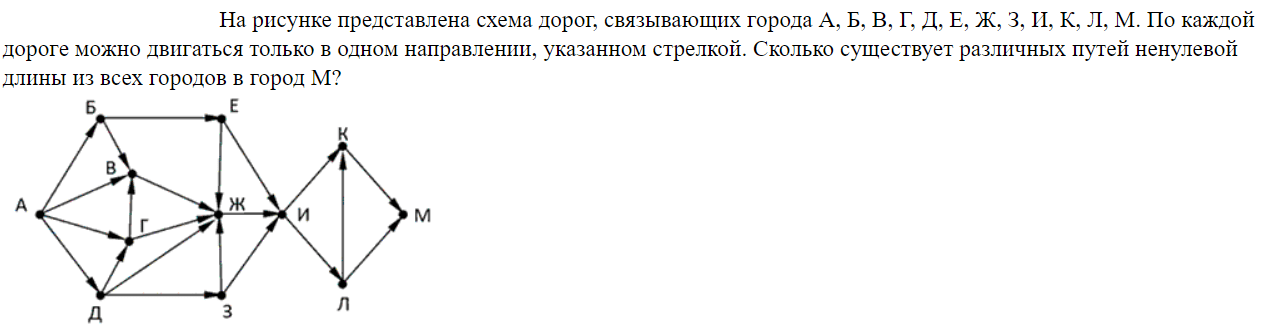 На рисунке представлена схема дорог, связывающих города А, Б, В, Г, Д, Е, Ж, З, И, К, Л, М. По каждой
дороге можно двигаться только в одном направлении, указанном стрелкой. Сколько существует различных путей ненулевой
длины из всех городов в город М?
Б
Е
К
В
А
Ж
И
М
Г
Д
З
Л